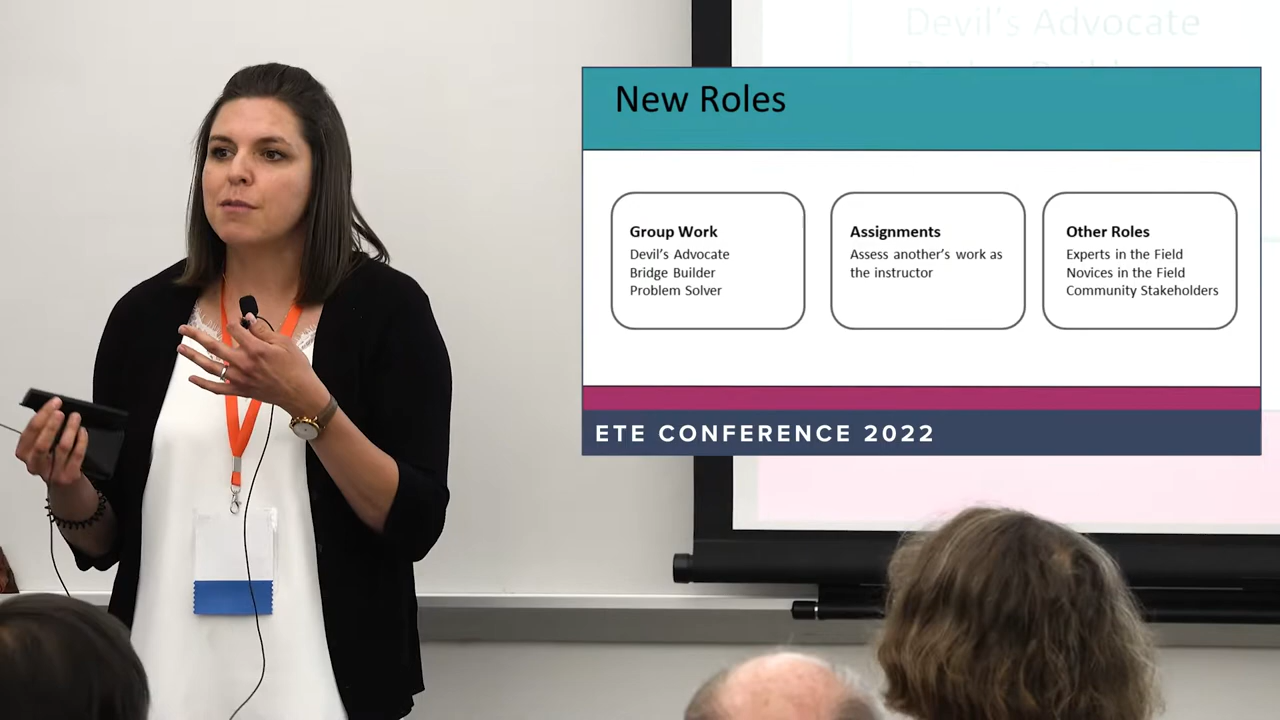 Devil's Advocate
New Roles
Group Work
Devil's Advocate
Bridge Builder
Problem Solver
Assignments
Assess another's work as
the instructor
Other Roles
Experts in the Field
Novices in the Field
Community Stakeholders
ETE CONFERENCE 2022